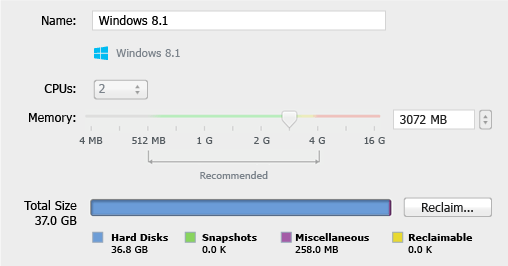 Name: Windows 8.1
Windows 8.1
CPUs: 2
Memory: 3072 MB
4 MB 512 MB 1 G 2 G 4 G 16 G
Recommended
Total Size Reclaim...
37.0 GB
Hard Disks Snapshots Miscellaneous Reclaimable
36.8 GB 0.0 K 258.0 MB 0.0 K